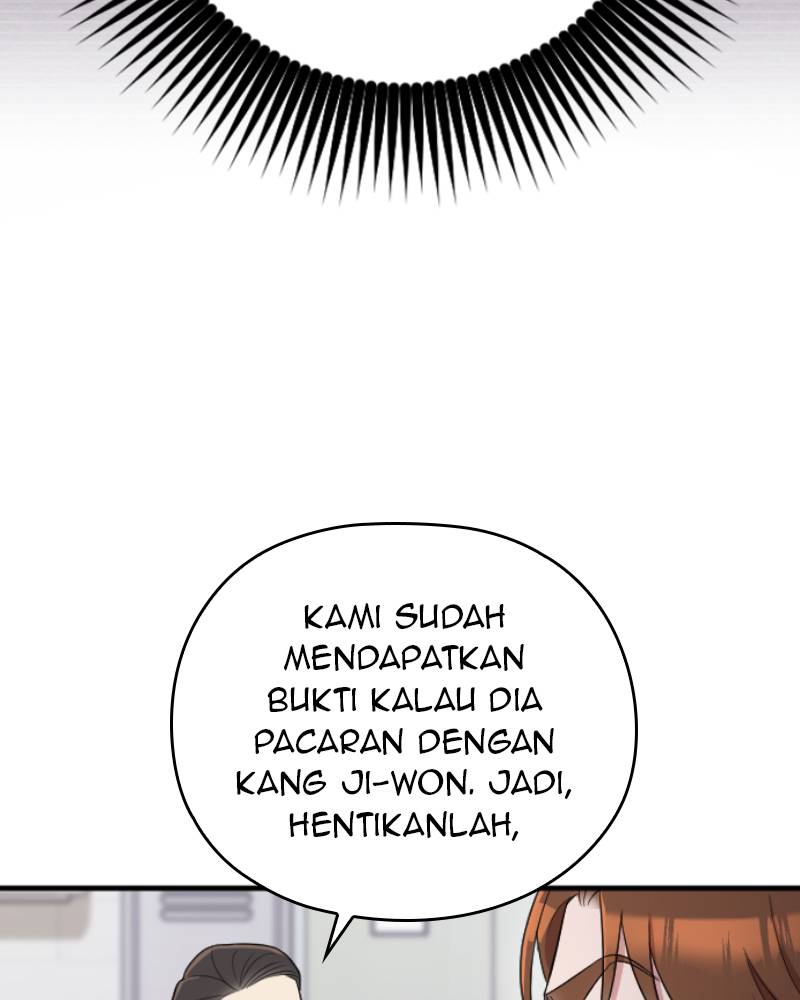 KAMI SUDAH
MENDAPATKAN
BUKTI KALAU DIA
PACARAN DENGAN
KANG JI-WON. JADI,
HENTIKANLAH,